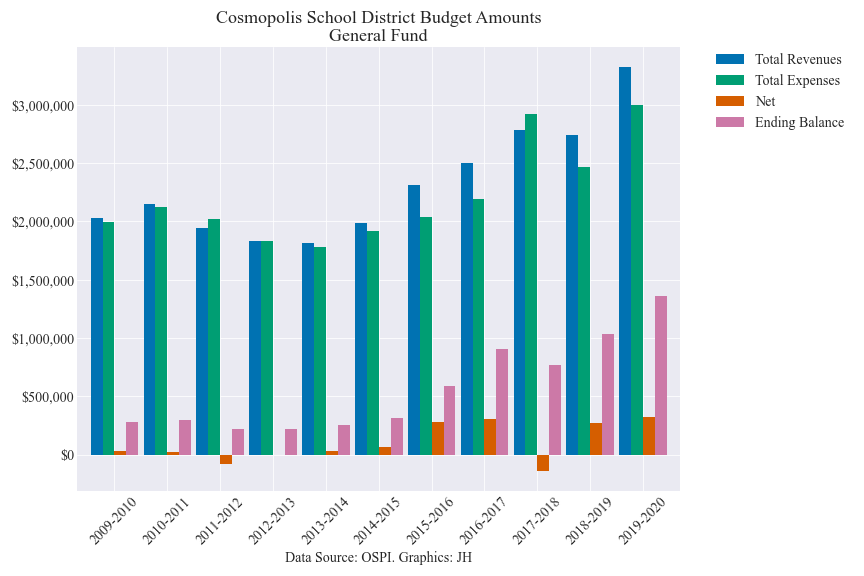 Cosmopolis School District Budget Amounts
General Fund
Total Revenues
Total Expenses
Net
Ending Balance
$3,000,000
$2,500,000
$2,000,000
$1,500,000
$1,000,000
$500,000
$0
2009-2010
2010-2011
2011-2012
2012-2013
2013-2014
2014-2015
2015-2016
2016-2017
2017-2018
2018-2019
2019-2020
Data Source: OSPI. Graphics: JH